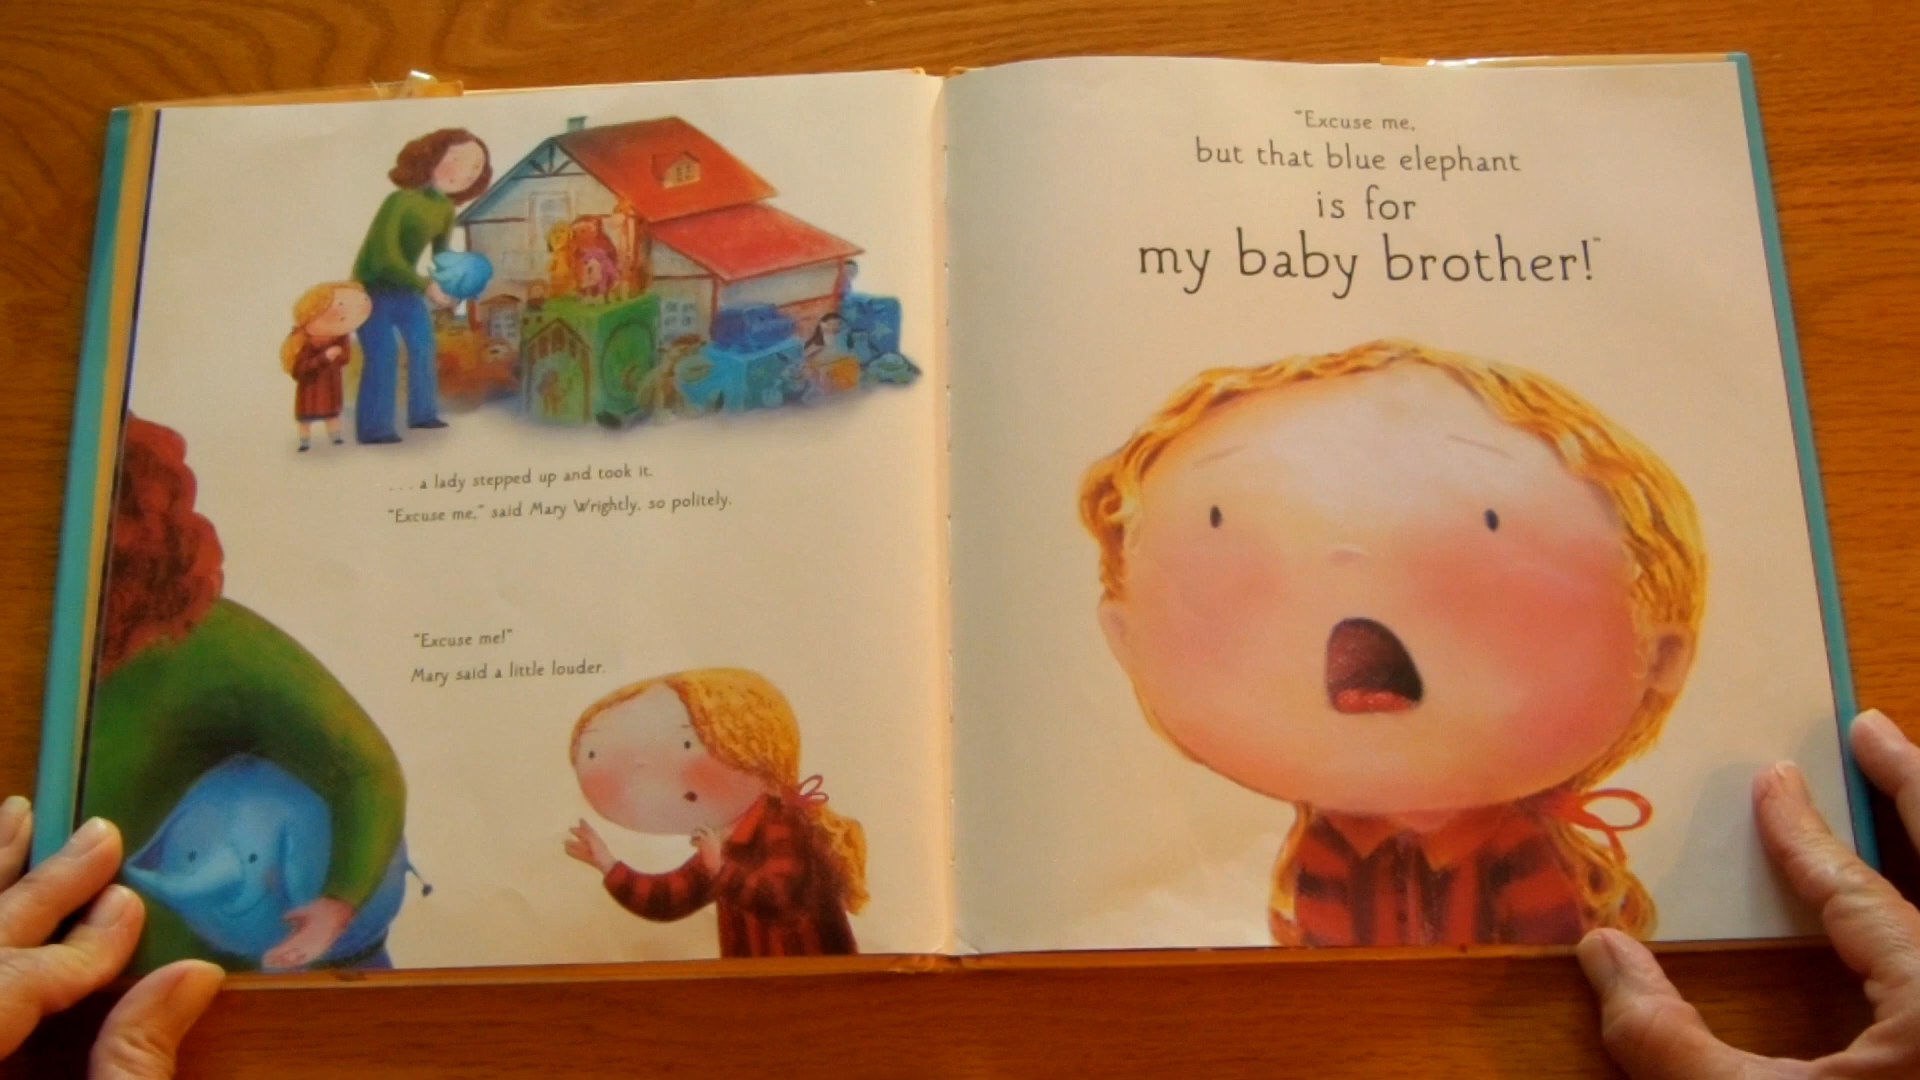 . . . a lady stepped up and took it.
"Excuse me," said Mary Wrightly, so politely.
"Excuse me!"
Mary said a little louder.
"Excuse me,
but that blue elephant
is for
my baby brother!"